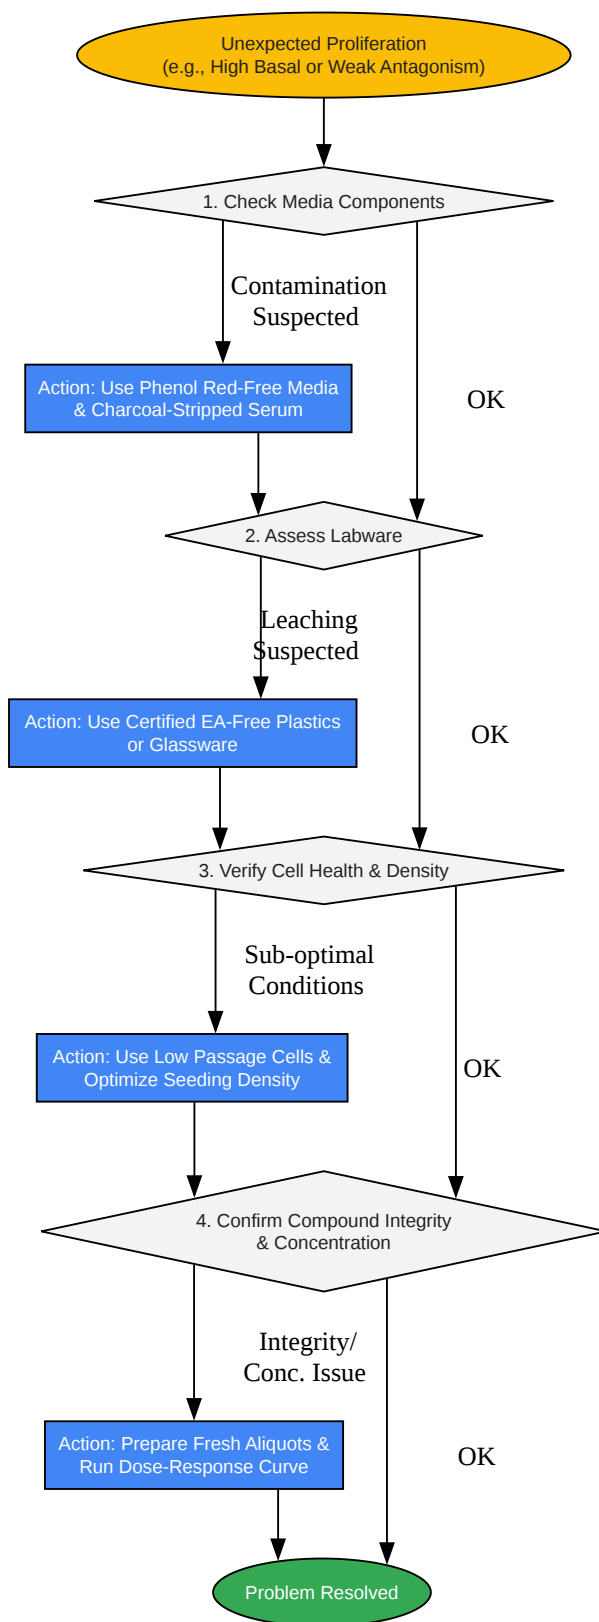 Unexpected Proliferation
(e.g., High Basal or Weak Antagonism)
1. Check Media Components
Contamination
Suspected
Action: Use Phenol Red-Free Media
& Charcoal-Stripped Serum
OK
2. Assess Labware
Leaching
Suspected
Action: Use Certified EA-Free Plastics
or Glassware
OK
3. Verify Cell Health & Density
Sub-optimal
Conditions
Action: Use Low Passage Cells &
Optimize Seeding Density
OK
4. Confirm Compound Integrity
& Concentration
Integrity/
Conc. Issue
Action: Prepare Fresh Aliquots &
Run Dose-Response Curve
OK
Problem Resolved